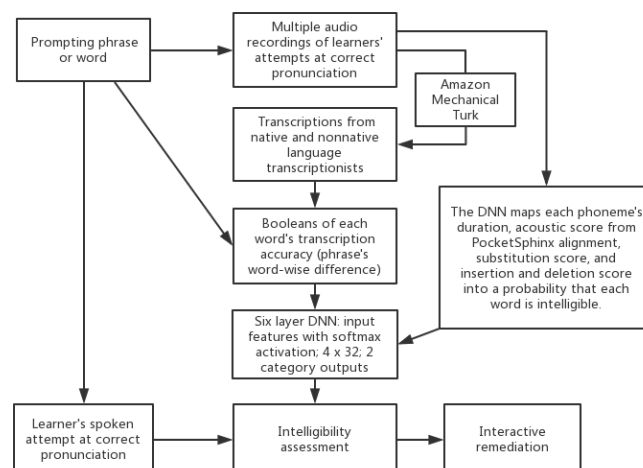 Prompting phrase
or word
Multiple audio
recordings of learners'
attempts at correct
pronunciation
Amazon
Mechanical
Turk
Transcriptions from
native and nonnative
language
transcriptionists
Booleans of each
word's transcription
accuracy (phrase's
word-wise difference)
The DNN maps each phoneme's
duration, acoustic score from
PocketSphinx alignment,
substitution score, and
insertion and deletion score
into a probability that each
word is intelligible.
Six layer DNN: input
features with softmax
activation; 4 x 32; 2
category outputs
Learner's spoken
attempt at correct
pronunciation
Intelligibility
assessment
Interactive
remediation